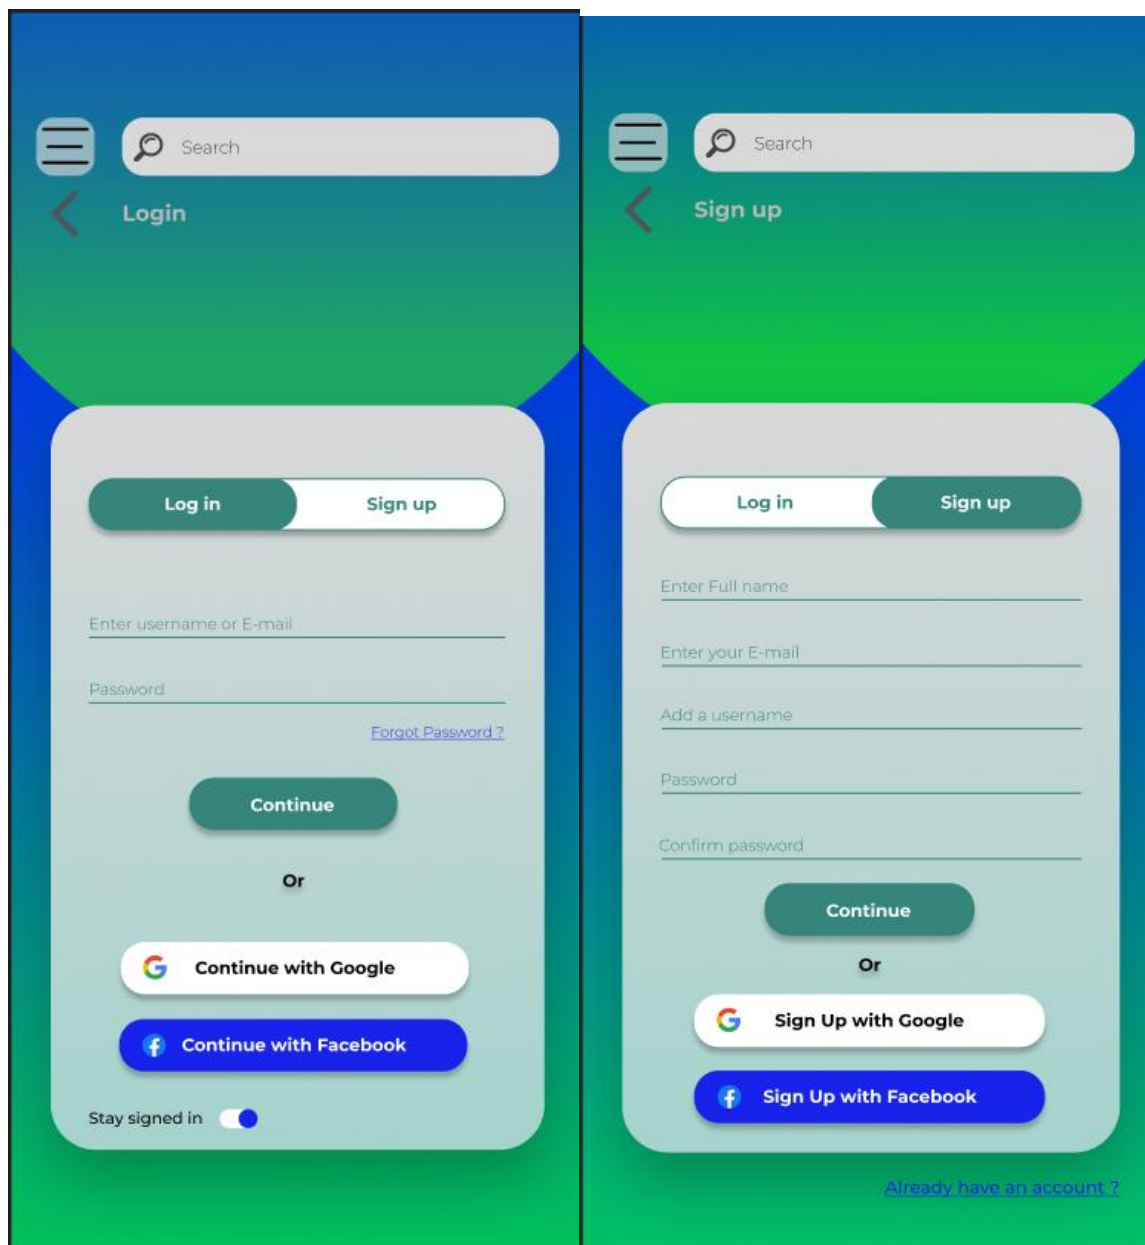 Search
Login
Log in
Sign up
Enter username or E-mail
Password
Forgot Password ?
Continue
Or
Continue with Google
Continue with Facebook
Stay signed in
Search
Sign up
Log in
Sign up
Enter Full name
Enter your E-mail
Add a username
Password
Confirm password
Continue
Or
Sign Up with Google
Sign Up with Facebook
Already have an account ?